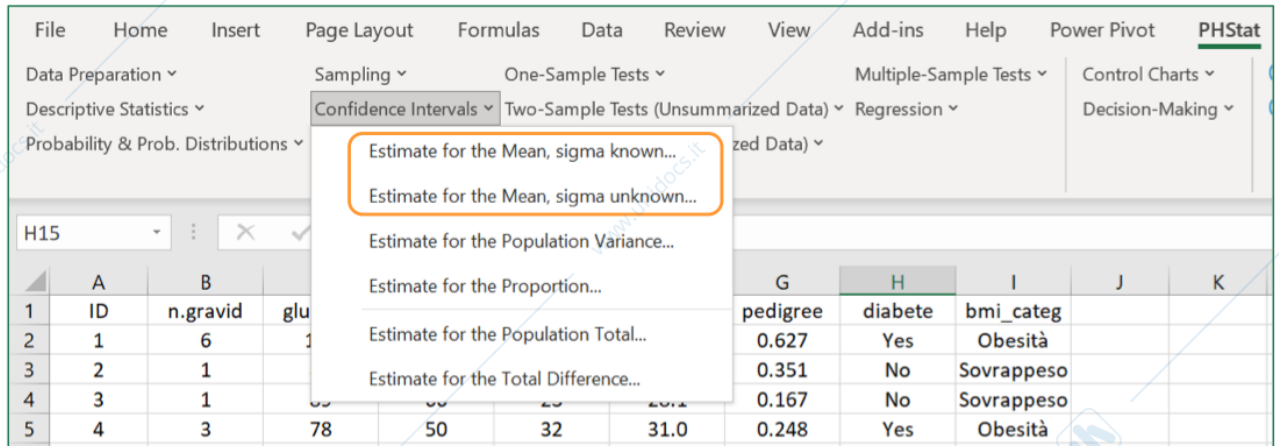 File Home Insert Page Layout Formulas Data Review View Add-ins Help Power Pivot PHStat
Data Preparation Sampling One-Sample Tests Multiple-Sample Tests Control Charts
Descriptive Statistics Confidence Intervals Two-Sample Tests (Unsummarized Data) Regression Decision-Making
Probability & Prob. Distributions zed Data)
Estimate for the Mean, sigma known...
Estimate for the Mean, sigma unknown...
Estimate for the Population Variance...
Estimate for the Proportion...
Estimate for the Population Total...
Estimate for the Total Difference...
www.unidocs.it
H15
A B G H I J K
1 ID n.gravid glu pedigree diabete bmi_categ
2 1 6 0.627 Yes Obesità
3 2 1 0.351 No Sovrappeso
4 3 1 0.167 No Sovrappeso
5 4 3 78 50 32 31.0 0.248 Yes Obesità